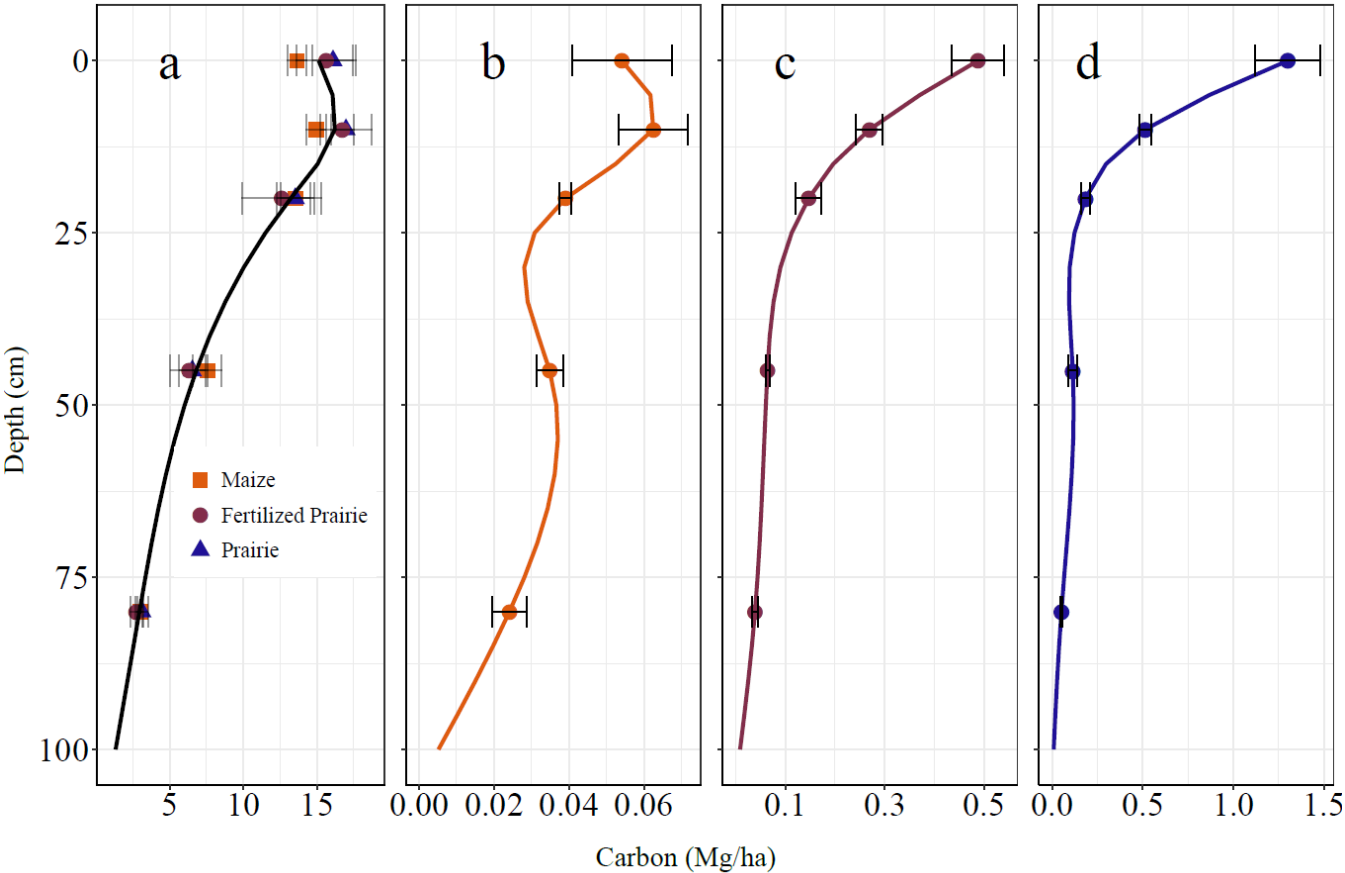 a
b
c
d
0
25
50
75
100
Depth (cm)
Maize
Fertilized Prairie
Prairie
5 10 15
0.00 0.02 0.04 0.06
0.1 0.3 0.5
0.0 0.5 1.0 1.5
Carbon (Mg/ha)